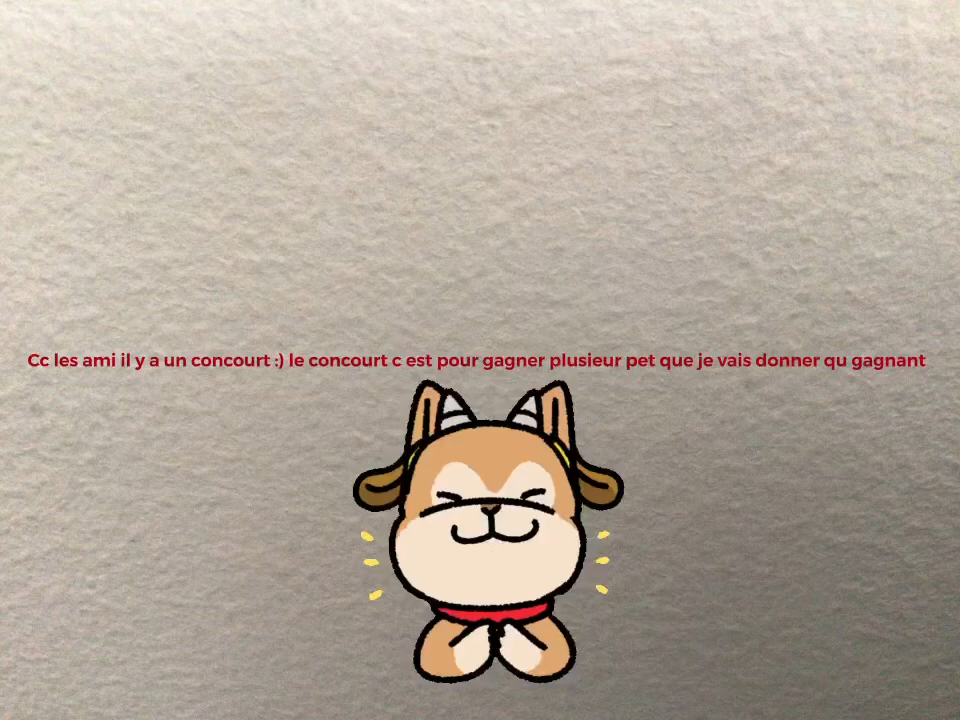 Cc les ami il y a un concourt :) le concourt c est pour gagner plusieur pet que je vais donner qu gagnant